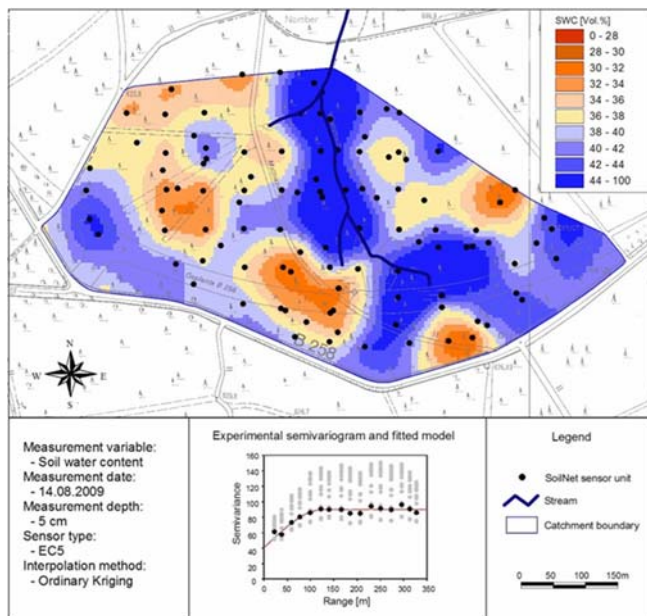 Nomber
SWC [Vol.%]
0 - 28
28 - 30
30 - 32
32 - 34
34 - 36
36 - 38
38 - 40
40 - 42
42 - 44
44 - 100
B 258
N
W E
S
Measurement variable:
- Soil water content
Measurement date:
- 14.08.2009
Measurement depth:
- 5 cm
Sensor type:
- EC5
Interpolation method:
- Ordinary Kriging
Experimental semivariogram and fitted model
Semivariance
160
140
120
100
80
60
40
20
0
0 50 100 150 200 250 300 350
Range [m]
Legend
SoilNet sensor unit
Stream
Catchment boundary
50 0 50 100 150m